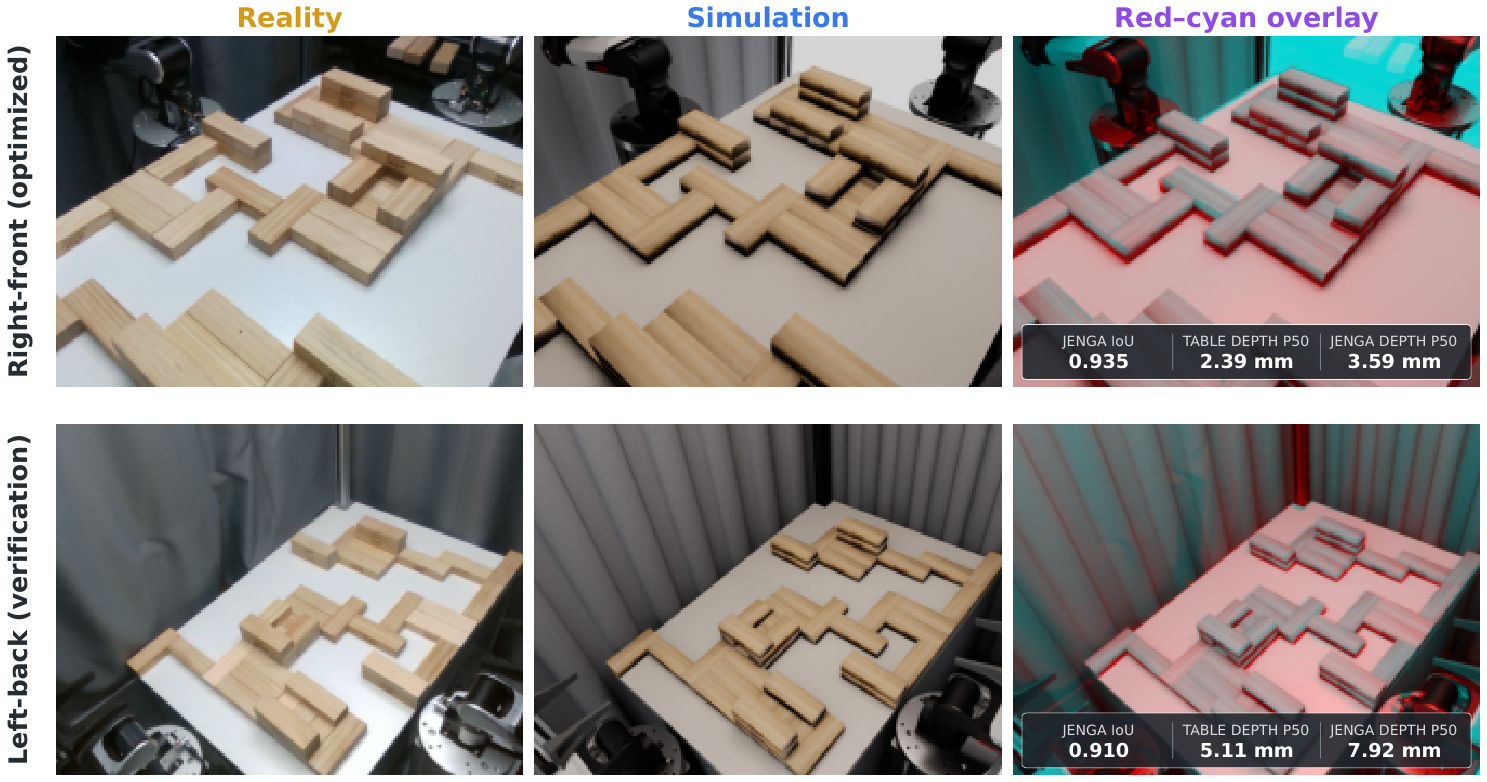 Reality
Simulation
Red–cyan overlay
Right-front (optimized)
JENGA IoU
0.935
TABLE DEPTH P50
2.39 mm
JENGA DEPTH P50
3.59 mm
Left-back (verification)
JENGA IoU
0.910
TABLE DEPTH P50
5.11 mm
JENGA DEPTH P50
7.92 mm